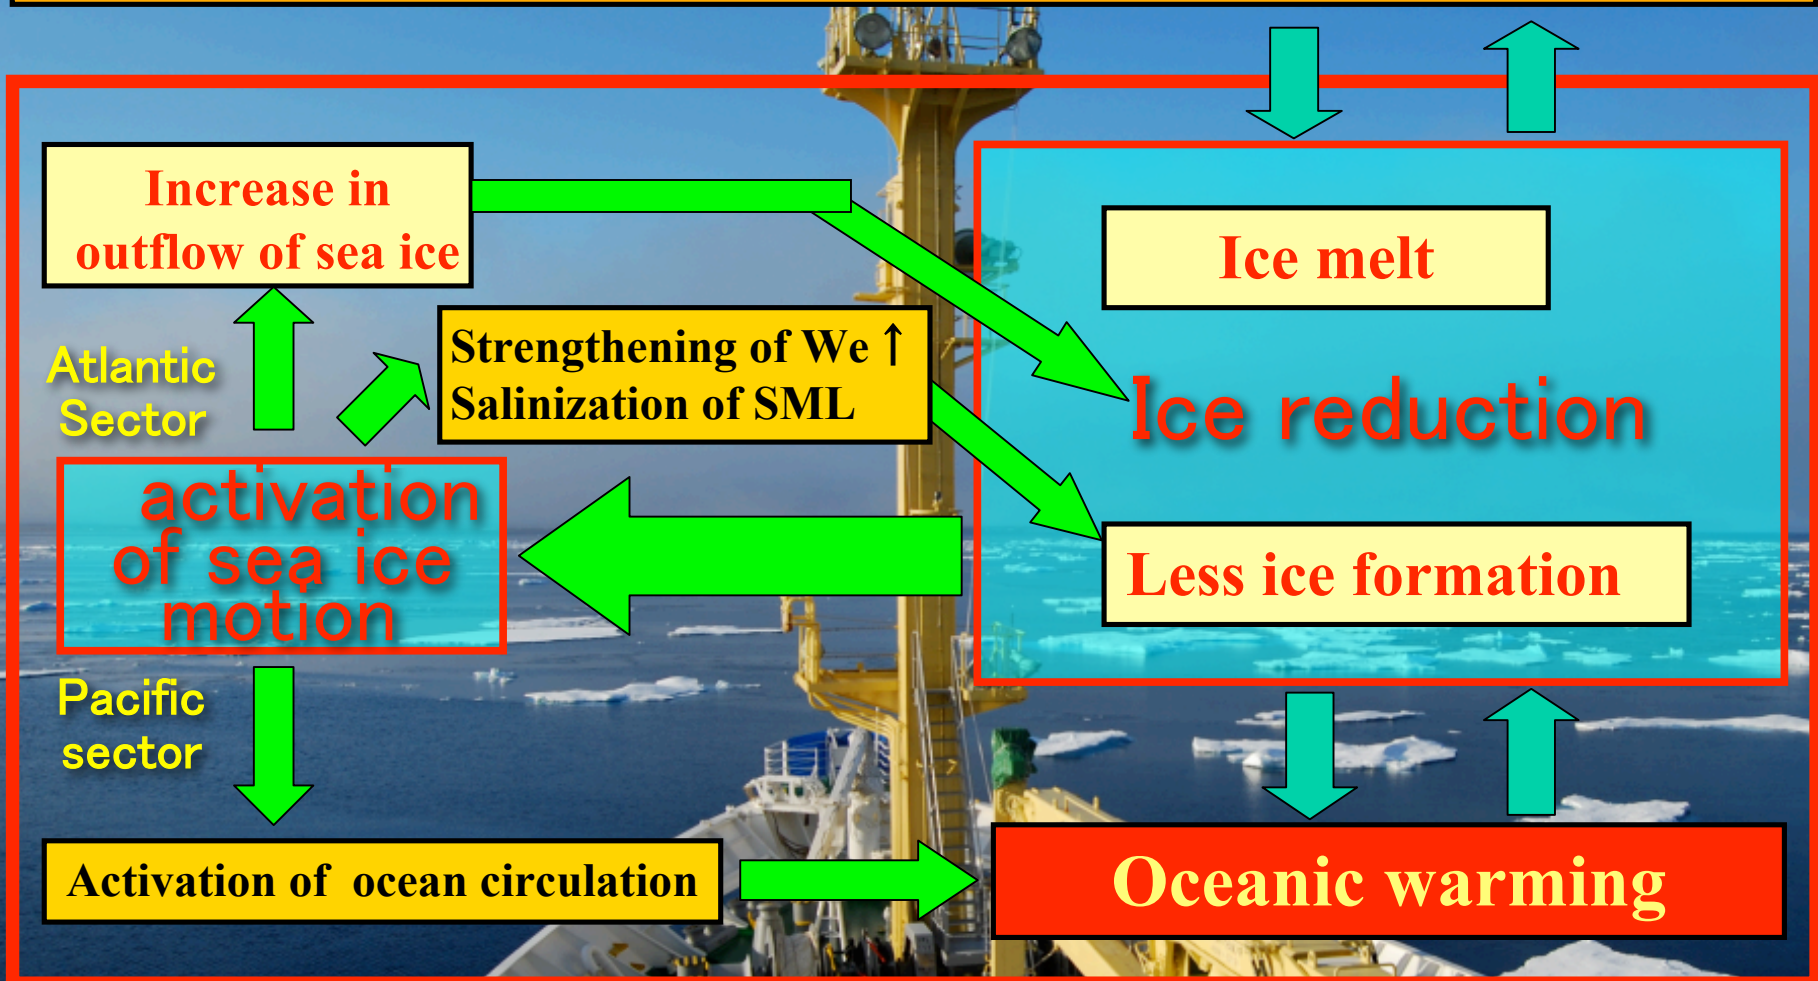 Increase in
outflow of sea ice
Ice melt
Strengthening of We ↑
Salinization of SML
Atlantic
Sector
Ice reduction
activation
of sea ice
motion
Less ice formation
Pacific
sector
Activation of ocean circulation
Oceanic warming